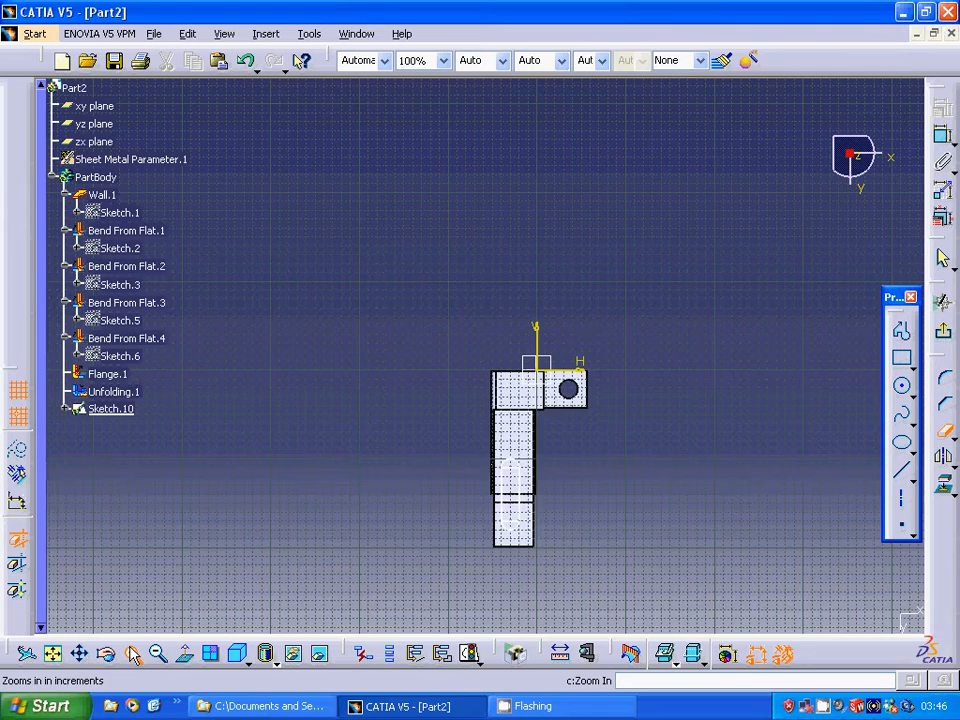 CATIA V5 - [Part2]
Start ENOVIA V5 VPM File Edit View Insert Tools Window Help
Automa 100% Auto Auto Aut Aut None
Part2
xy plane
yz plane
zx plane
Sheet Metal Parameter.1
PartBody
Wall.1
Sketch.1
Bend From Flat.1
Sketch.2
Bend From Flat.2
Sketch.3
Bend From Flat.3
Sketch.5
Bend From Flat.4
Sketch.6
Flange.1
Unfolding.1
Sketch.10
z x
y
V
H
Pr...
x
y
CATIA
Zooms in in increments c:Zoom In
Start C:\Documents and Se... CATIA V5 - [Part2] Flashing 03:46